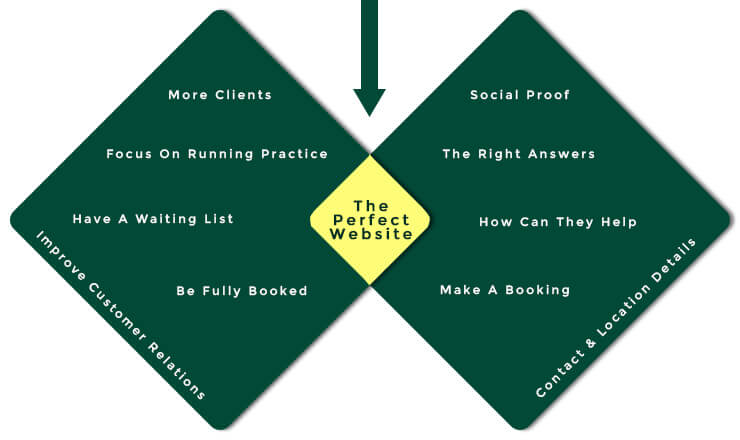 More Clients
Focus On Running Practice
Have A Waiting List
Be Fully Booked
Improve Customer Relations
The
Perfect
Website
Social Proof
The Right Answers
How Can They Help
Make A Booking
Contact & Location Details